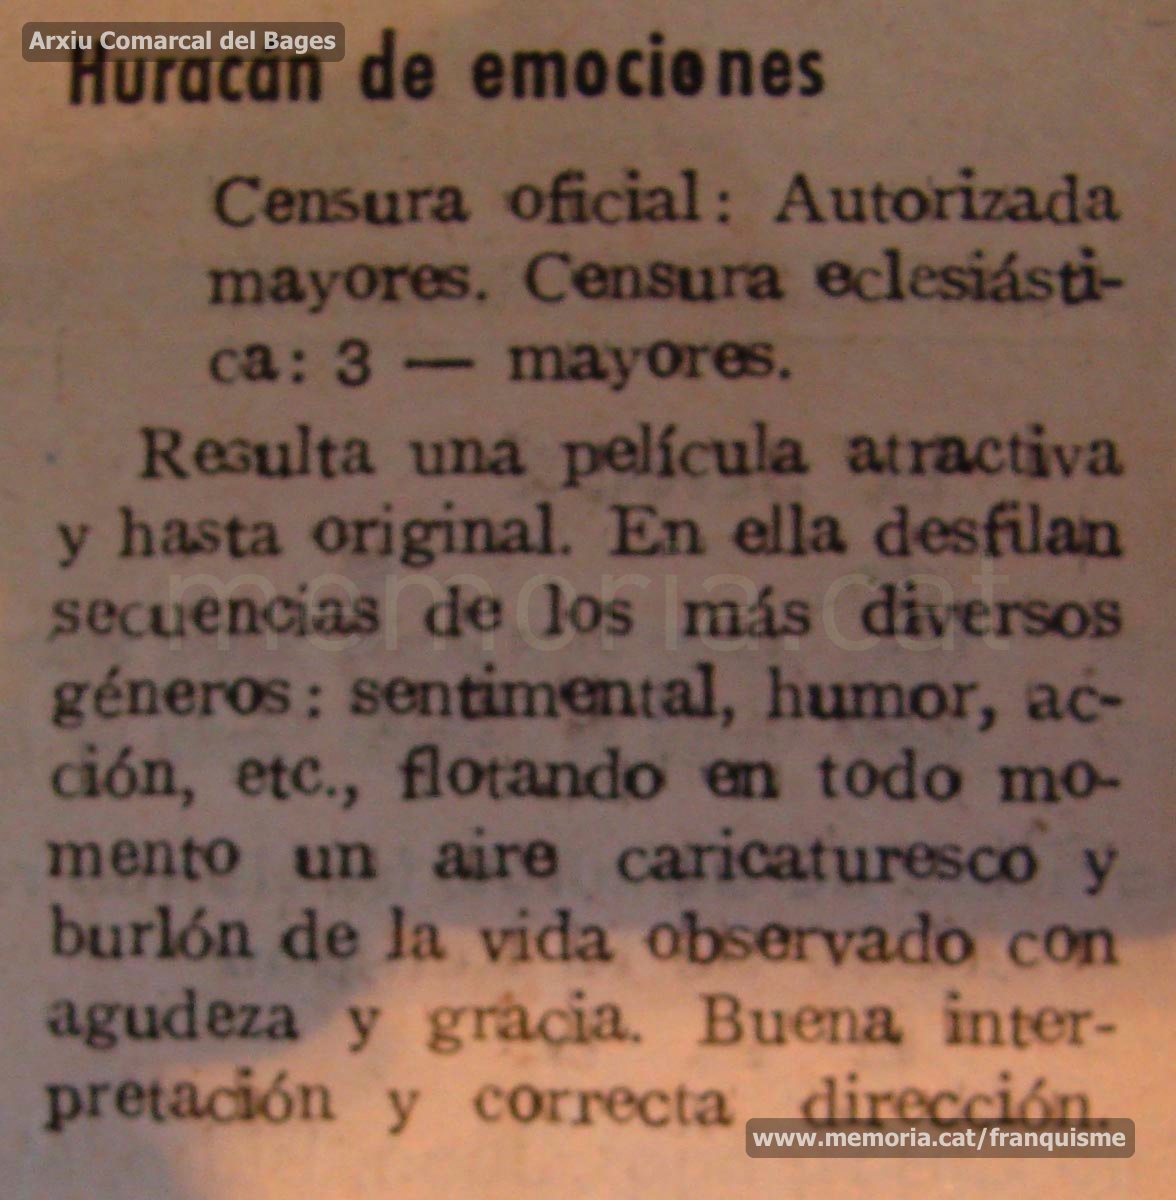 Arxiu Comarcal del Bages
Huracán de emociones
Censura oficial: Autorizada
mayores. Censura eclesiásti-
ca: 3 — mayores.
Resulta una película atractiva
y hasta original. En ella desfilan
memoria.cat
secuencias de los más diversos
géneros: sentimental, humor, ac-
ción, etc., flotando en todo mo-
mento un aire caricaturesco y
burlón de la vida observado con
agudeza y gracia. Buena inter-
pretación y correcta dirección.
www.memoria.cat/franquisme